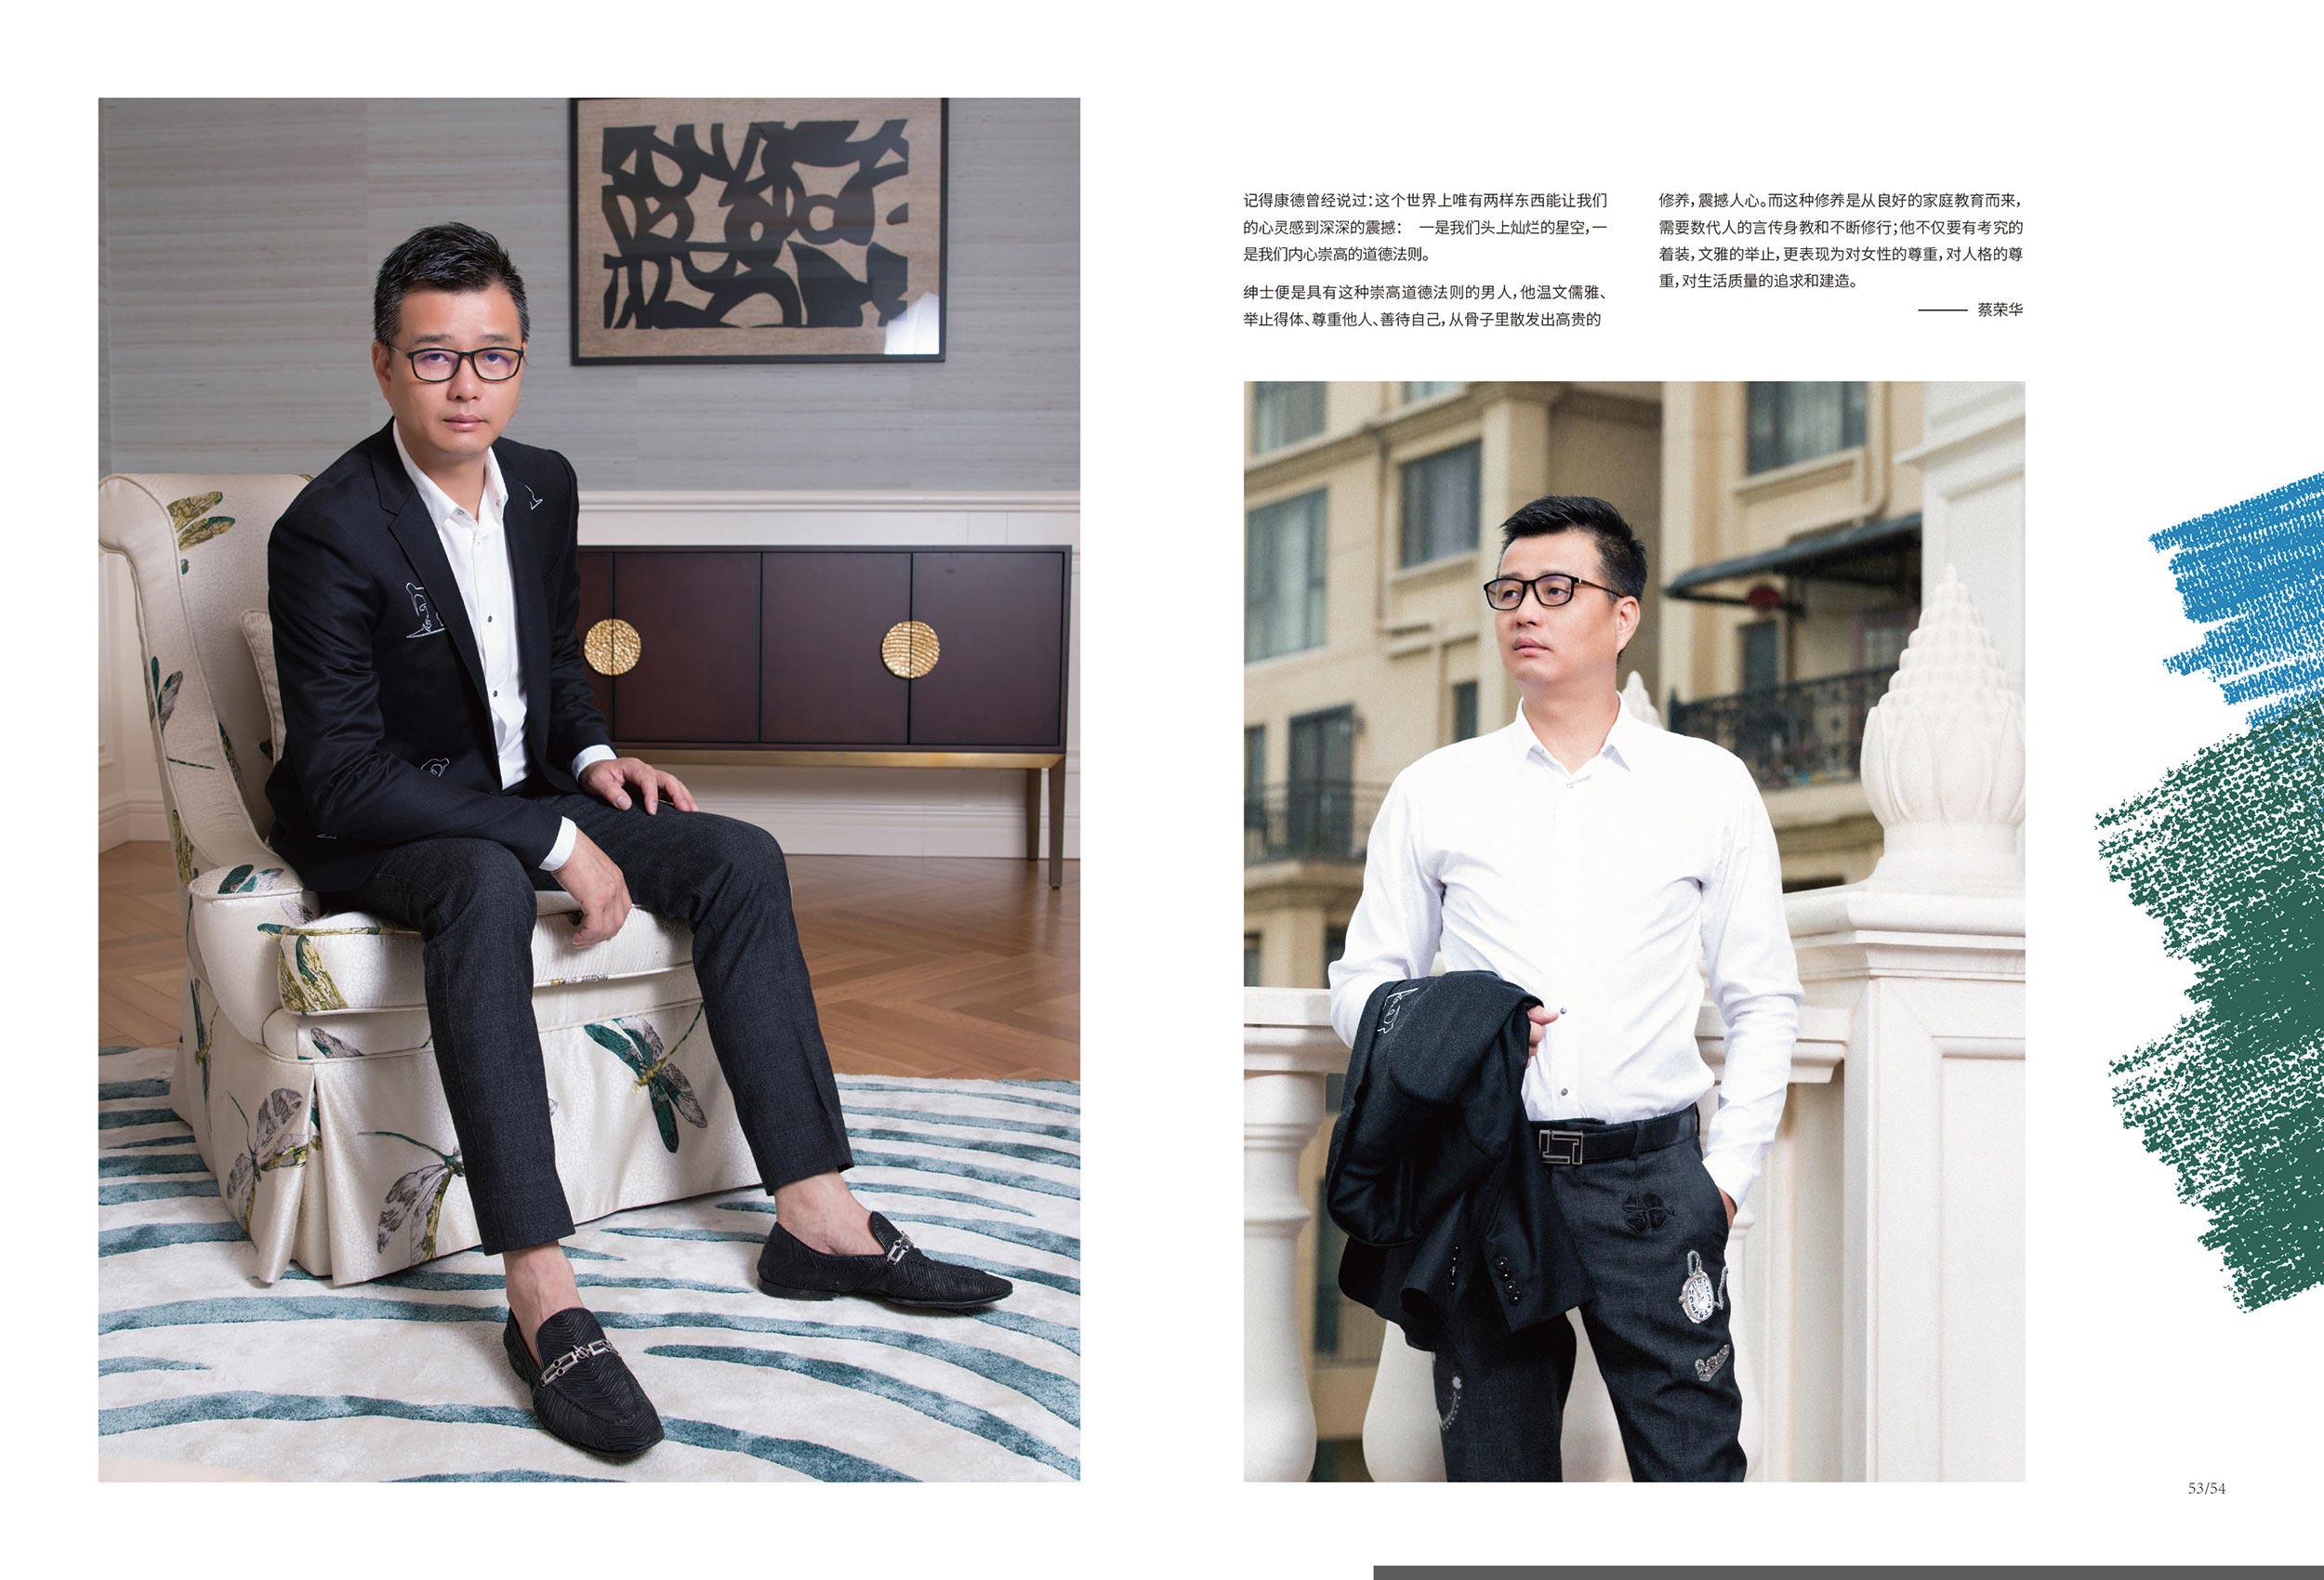 记得康德曾经说过：这个世界上唯有两样东西能让我们
的心灵感到深深的震撼： 一是我们头上灿烂的星空，一
是我们内心崇高的道德法则。
绅士便是具有这种崇高道德法则的男人，他温文儒雅、
举止得体、尊重他人、善待自己，从骨子里散发出高贵的
修养，震撼人心。而这种修养是从良好的家庭教育而来，
需要数代人的言传身教和不断修行；他不仅要有考究的
着装，文雅的举止，更表现为对女性的尊重，对人格的尊
重，对生活质量的追求和建造。
—— 蔡荣华
53/54